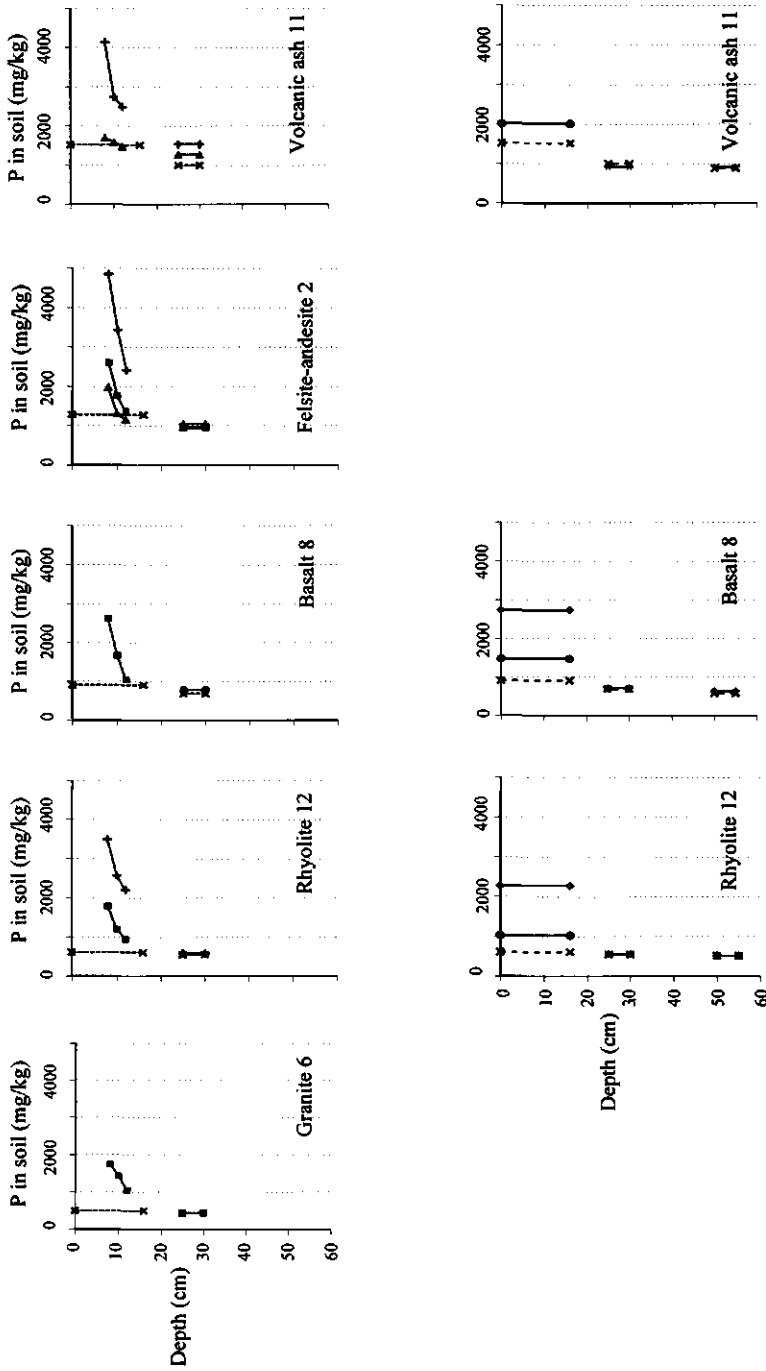 P in soil (mg/kg)
0 2000 4000
Depth (cm)
0
10
20
30
40
50
60
Granite 6
P in soil (mg/kg)
0 2000 4000
Rhyolite 12
P in soil (mg/kg)
0 2000 4000
Basalt 8
P in soil (mg/kg)
0 2000 4000
Felsite-andesite 2
P in soil (mg/kg)
0 2000 4000
Volcanic ash 11
0 2000 4000
Depth (cm)
0
10
20
30
40
50
60
Rhyolite 12
0 2000 4000
Basalt 8
0 2000 4000
Volcanic ash 11